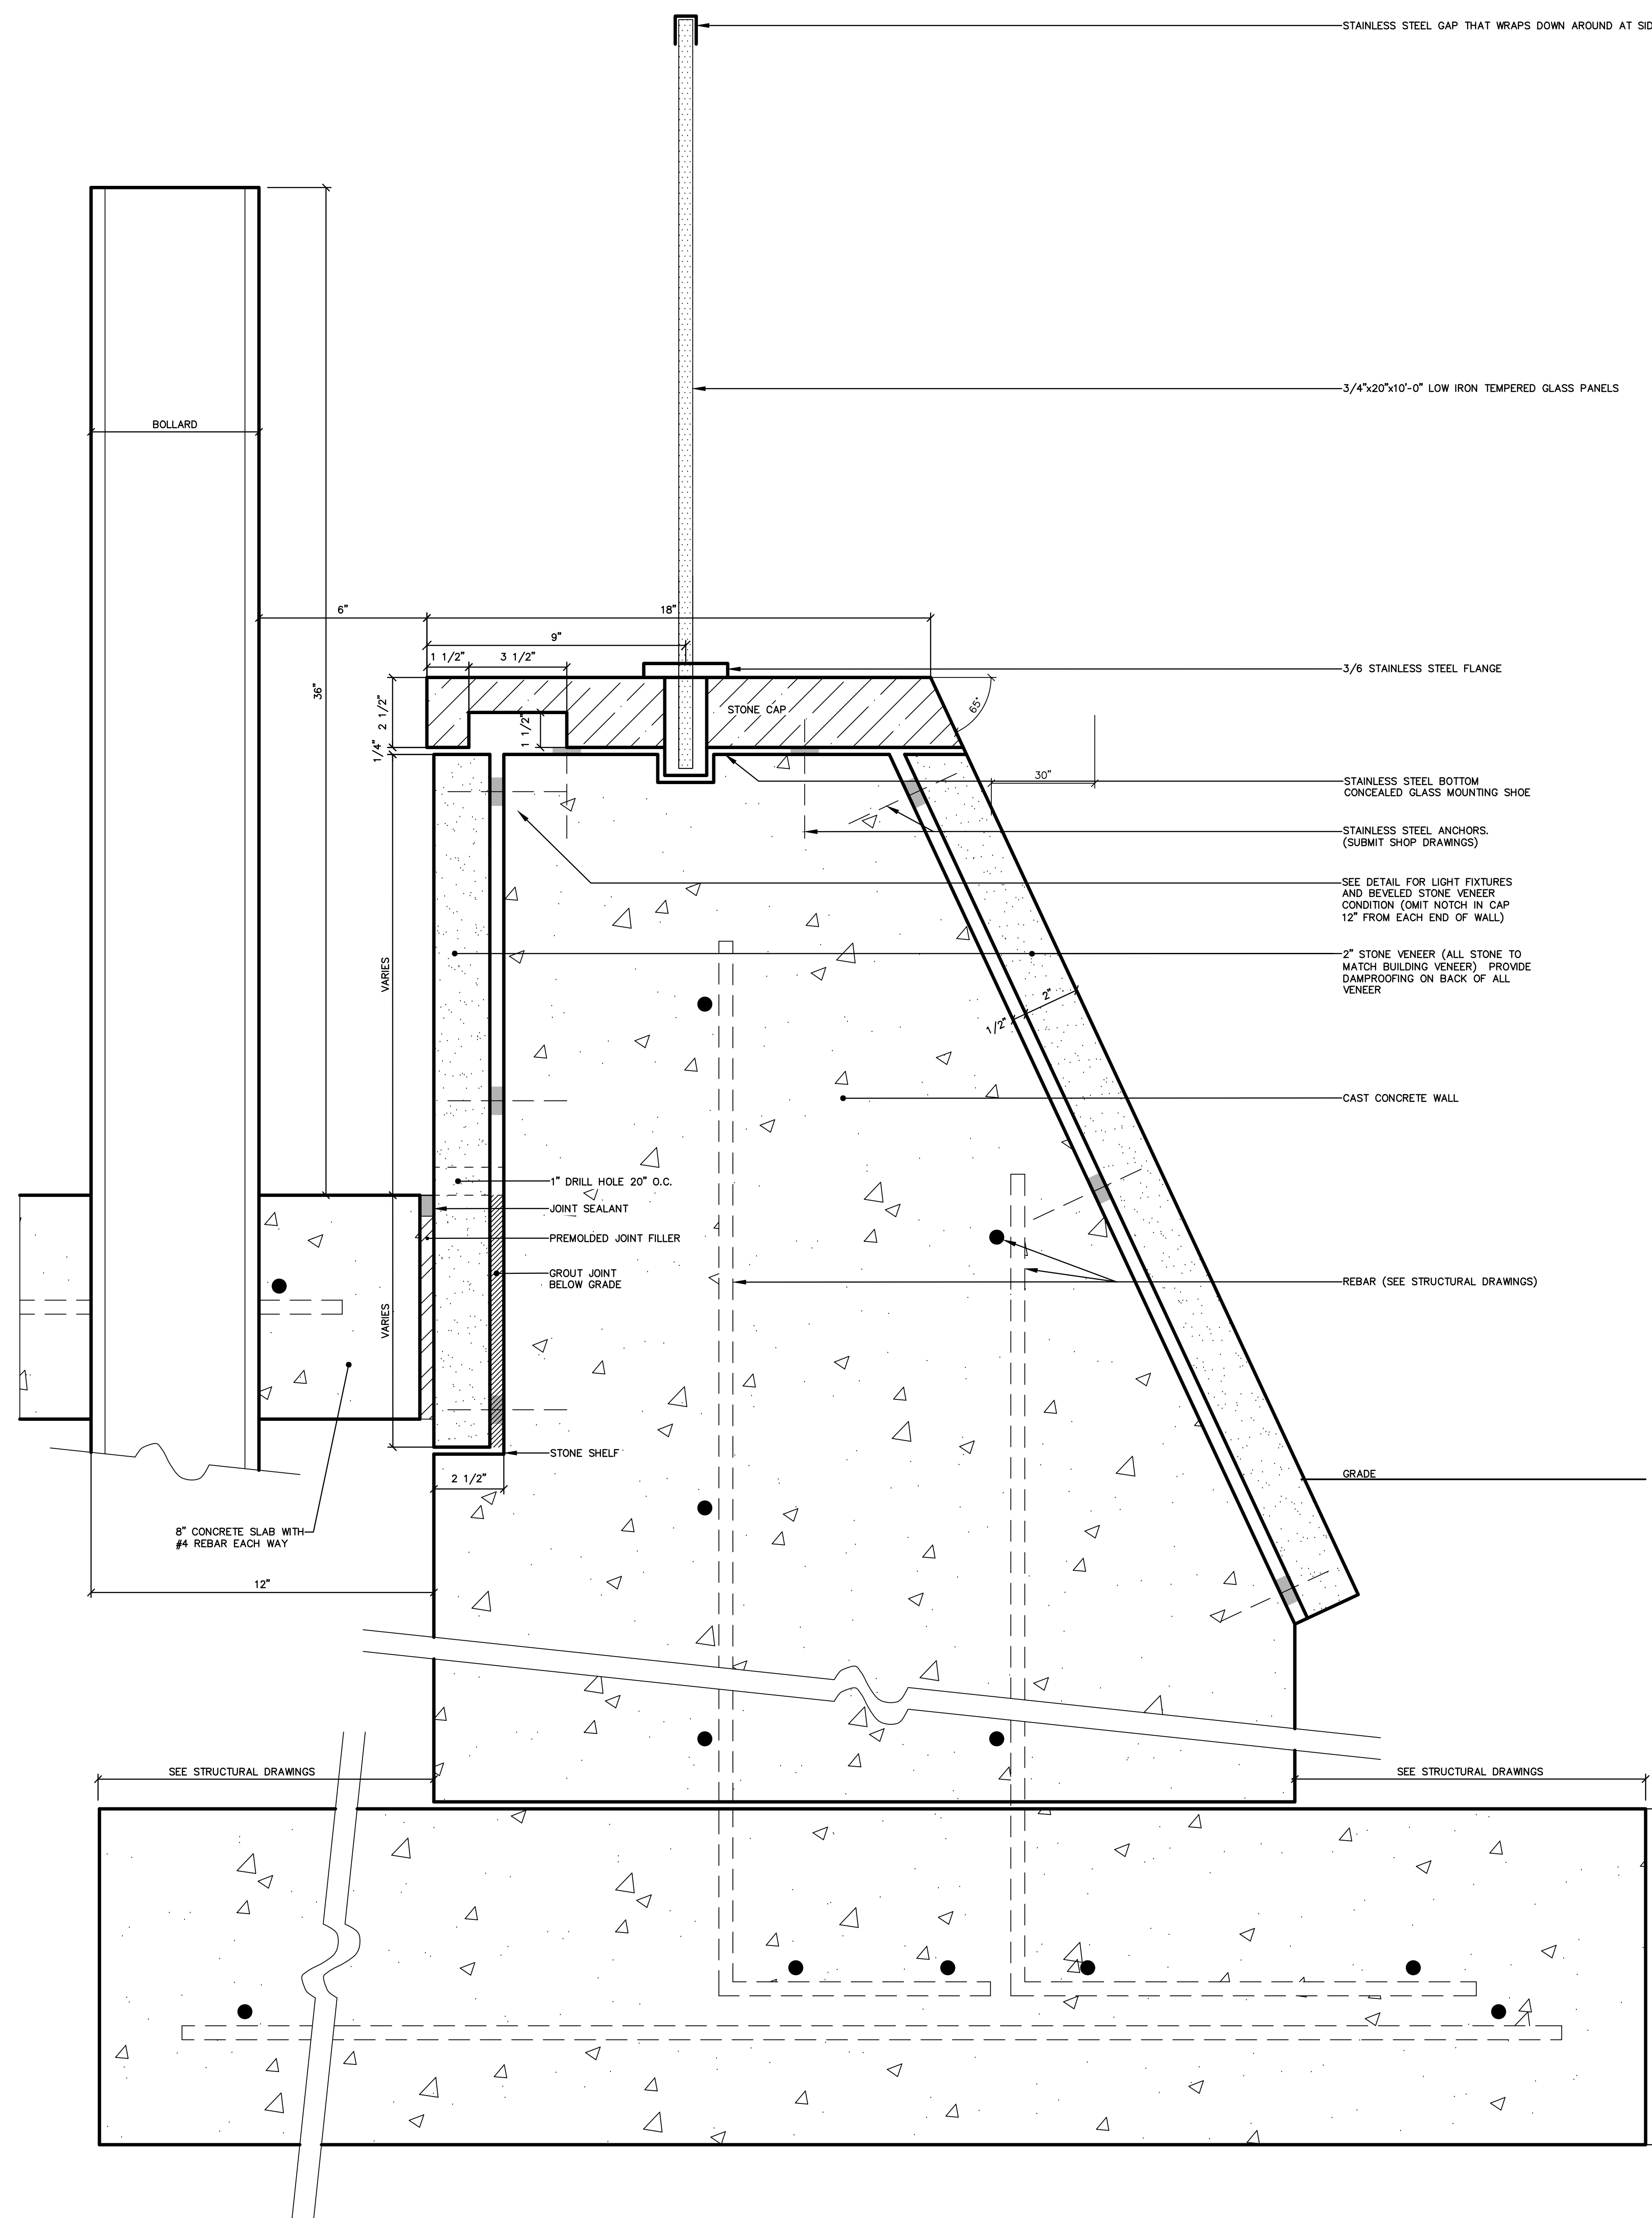 STAINLESS STEEL GAP THAT WRAPS DOWN AROUND AT SID
3/4"x20"x10'-0" LOW IRON TEMPERED GLASS PANELS
BOLLARD
6"
18"
9"
1 1/2"
3 1/2"
36"
2 1/2"
1/4"
1 1/2"
STONE CAP
65°
3/6 STAINLESS STEEL FLANGE
30"
STAINLESS STEEL BOTTOM
CONCEALED GLASS MOUNTING SHOE
STAINLESS STEEL ANCHORS.
(SUBMIT SHOP DRAWINGS)
SEE DETAIL FOR LIGHT FIXTURES
AND BEVELED STONE VENEER
CONDITION (OMIT NOTCH IN CAP
12" FROM EACH END OF WALL)
VARIES
2" STONE VENEER (ALL STONE TO
MATCH BUILDING VENEER) PROVIDE
DAMPROOFING ON BACK OF ALL
VENEER
2"
1/2"
CAST CONCRETE WALL
1" DRILL HOLE 20" O.C.
JOINT SEALANT
PREMOLDED JOINT FILLER
GROUT JOINT
BELOW GRADE
REBAR (SEE STRUCTURAL DRAWINGS)
VARIES
STONE SHELF
2 1/2"
GRADE
8" CONCRETE SLAB WITH
#4 REBAR EACH WAY
12"
SEE STRUCTURAL DRAWINGS
SEE STRUCTURAL DRAWINGS